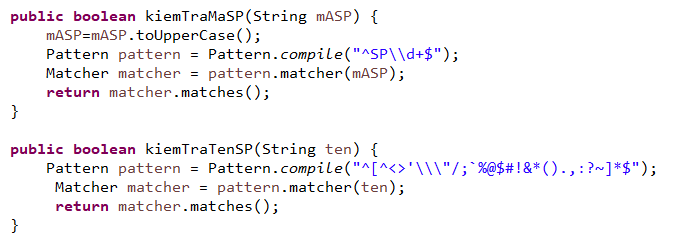 public boolean kiemTraMaSP(String mASP) {
    mASP=mASP.toUpperCase();
    Pattern pattern = Pattern.compile("^SP\\d+$");
    Matcher matcher = pattern.matcher(mASP);
    return matcher.matches();
}

public boolean kiemTraTenSP(String ten) {
    Pattern pattern = Pattern.compile("^[^<>'\\\"/;`%@$#!&*().,:?~]*$");
     Matcher matcher = pattern.matcher(ten);
     return matcher.matches();
}